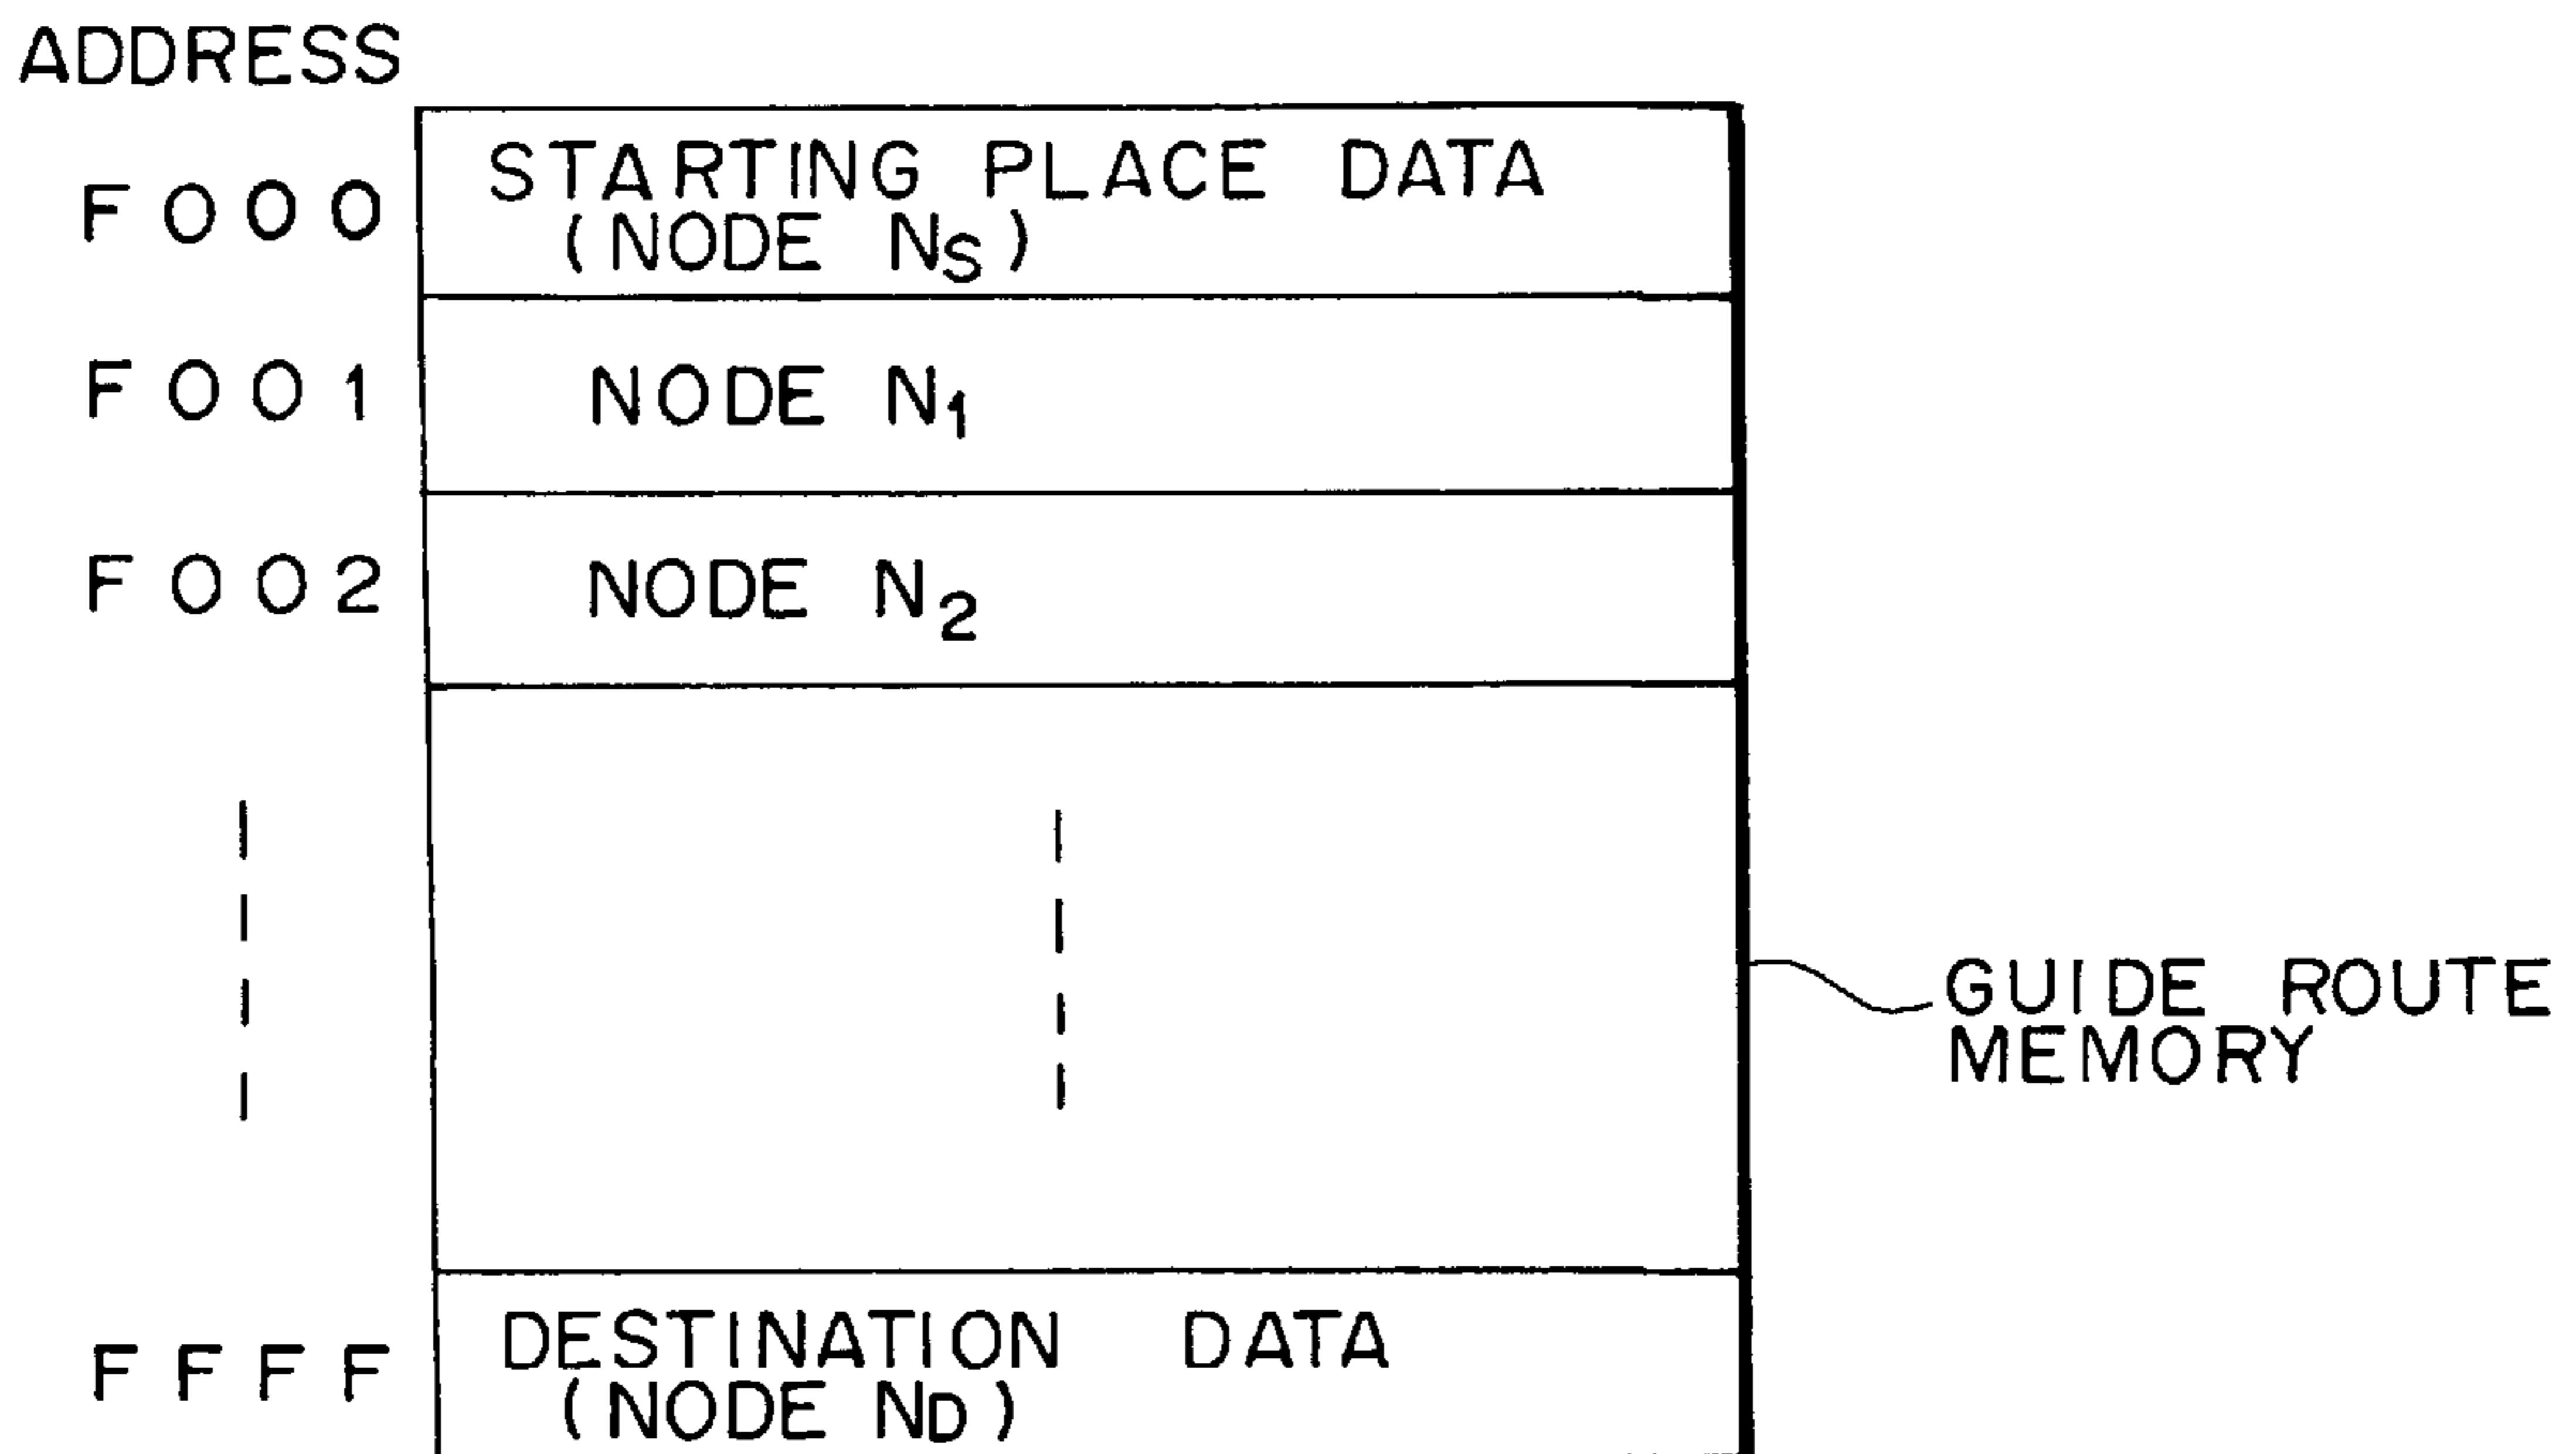 ADDRESS
F000
STARTING PLACE DATA
(NODE NS)
F001
NODE N1
F002
NODE N2
GUIDE ROUTE
MEMORY
FFFF
DESTINATION DATA
(NODE ND)